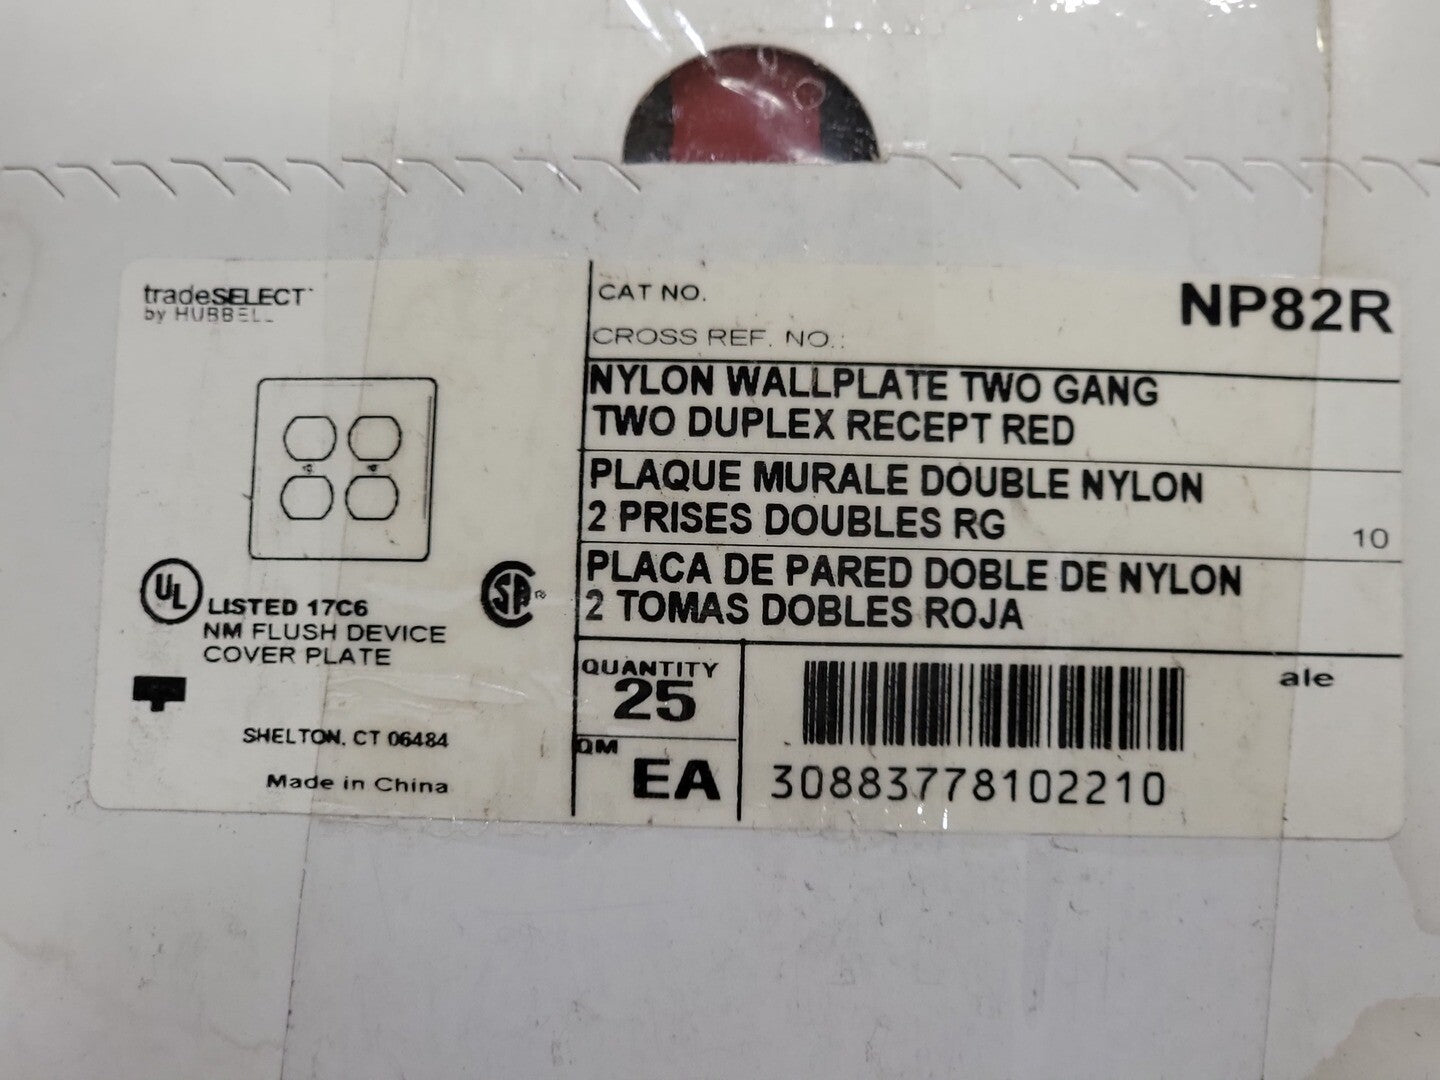 tradeSELECT
by HUBBELL
CAT NO.
NP82R
CROSS REF. NO.:
NYLON WALLPLATE TWO GANG
TWO DUPLEX RECEPT RED
PLAQUE MURALE DOUBLE NYLON
2 PRISES DOUBLES RG
10
PLACA DE PARED DOBLE DE NYLON
2 TOMAS DOBLES ROJA
UL
LISTED 17C6
NM FLUSH DEVICE
COVER PLATE
SA®
SHELTON, CT 06484
Made in China
QUANTITY
25
QM
EA
30883778102210
ale